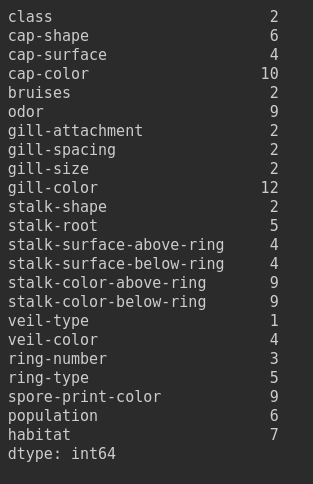 class 2
cap-shape 6
cap-surface 4
cap-color 10
bruises 2
odor 9
gill-attachment 2
gill-spacing 2
gill-size 2
gill-color 12
stalk-shape 2
stalk-root 5
stalk-surface-above-ring 4
stalk-surface-below-ring 4
stalk-color-above-ring 9
stalk-color-below-ring 9
veil-type 1
veil-color 4
ring-number 3
ring-type 5
spore-print-color 9
population 6
habitat 7
dtype: int64